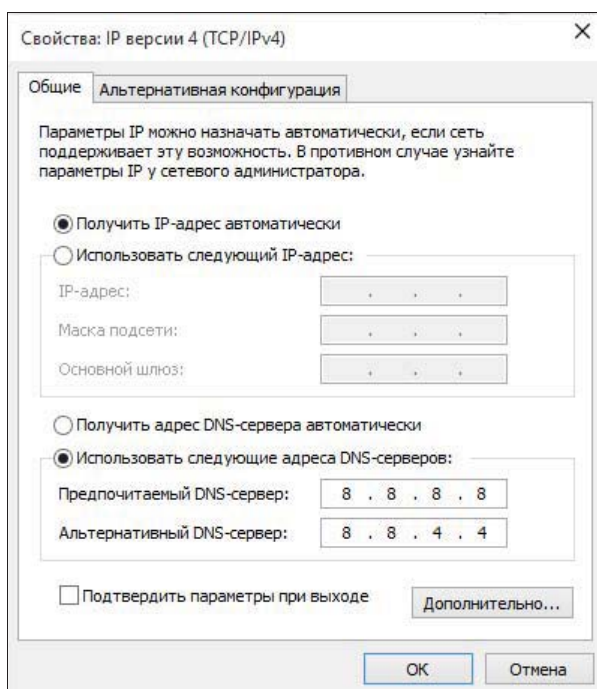 Свойства: IP версии 4 (TCP/IPv4)
Общие
Альтернативная конфигурация
Параметры IP можно назначать автоматически, если сеть
поддерживает эту возможность. В противном случае узнайте
параметры IP у сетевого администратора.
Получить IP-адрес автоматически
Использовать следующий IP-адрес:
IP-адрес: . . .
Маска подсети: . . .
Основной шлюз: . . .
Получить адрес DNS-сервера автоматически
Использовать следующие адреса DNS-серверов:
Предпочитаемый DNS-сервер: 8 . 8 . 8 . 8
Альтернативный DNS-сервер: 8 . 8 . 4 . 4
Подтвердить параметры при выходе
Дополнительно...
ОК
Отмена